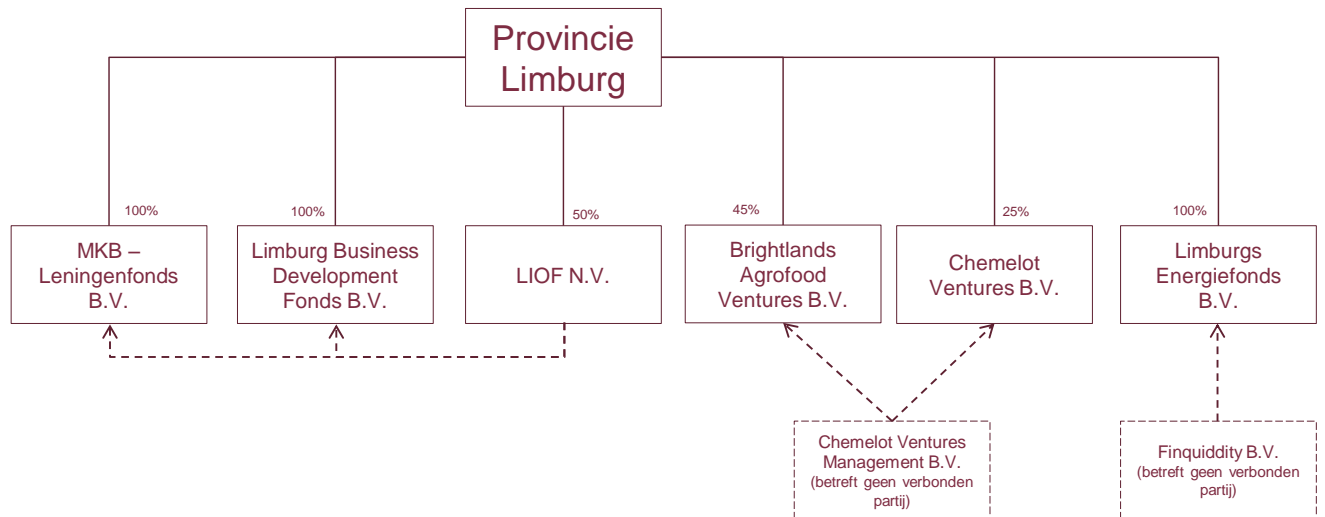 Provincie
Limburg
100%
100%
50%
45%
25%
100%
MKB –
Leningenfonds
B.V.
Limburg Business
Development
Fonds B.V.
LIOF N.V.
Brightlands
Agrofood
Ventures B.V.
Chemelot
Ventures B.V.
Limburgs
Energiefonds
B.V.
Chemelot Ventures
Management B.V.
(betreft geen verbonden
partij)
Finquiddity B.V.
(betreft geen verbonden
partij)